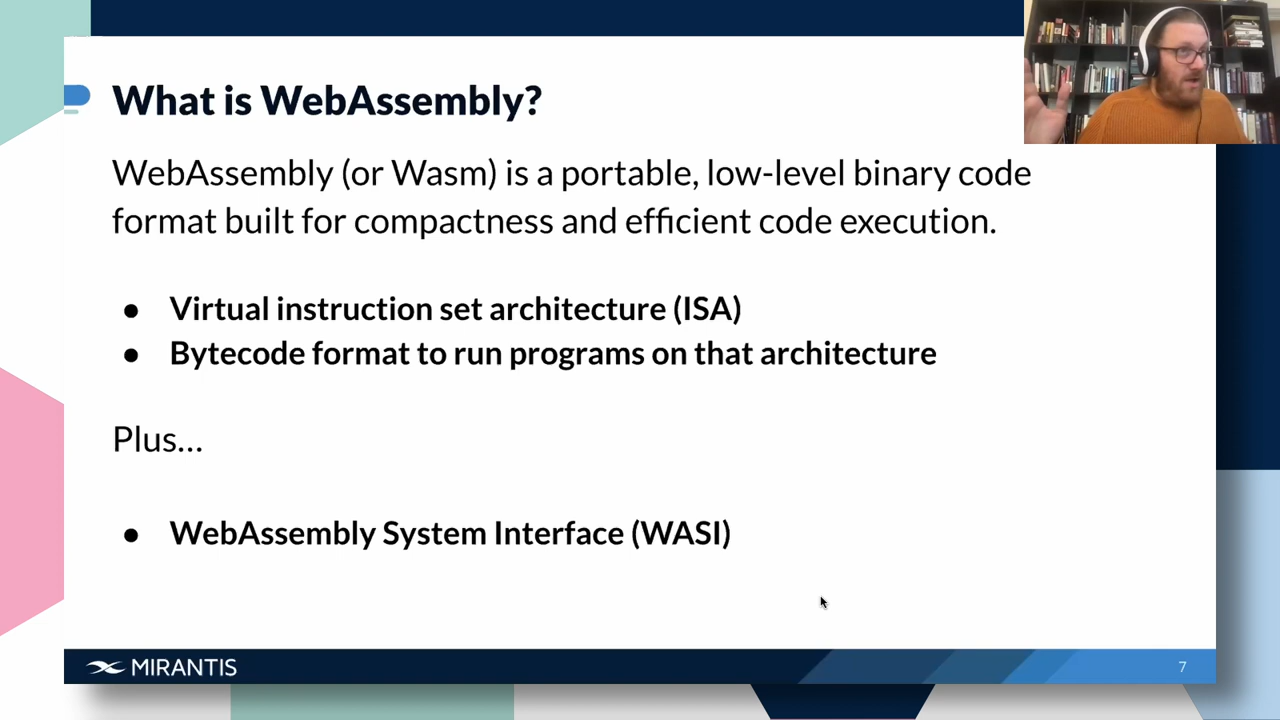 What is WebAssembly?
WebAssembly (or Wasm) is a portable, low-level binary code
format built for compactness and efficient code execution.
● Virtual instruction set architecture (ISA)
● Bytecode format to run programs on that architecture
Plus...
● WebAssembly System Interface (WASI)
MIRANTIS
7